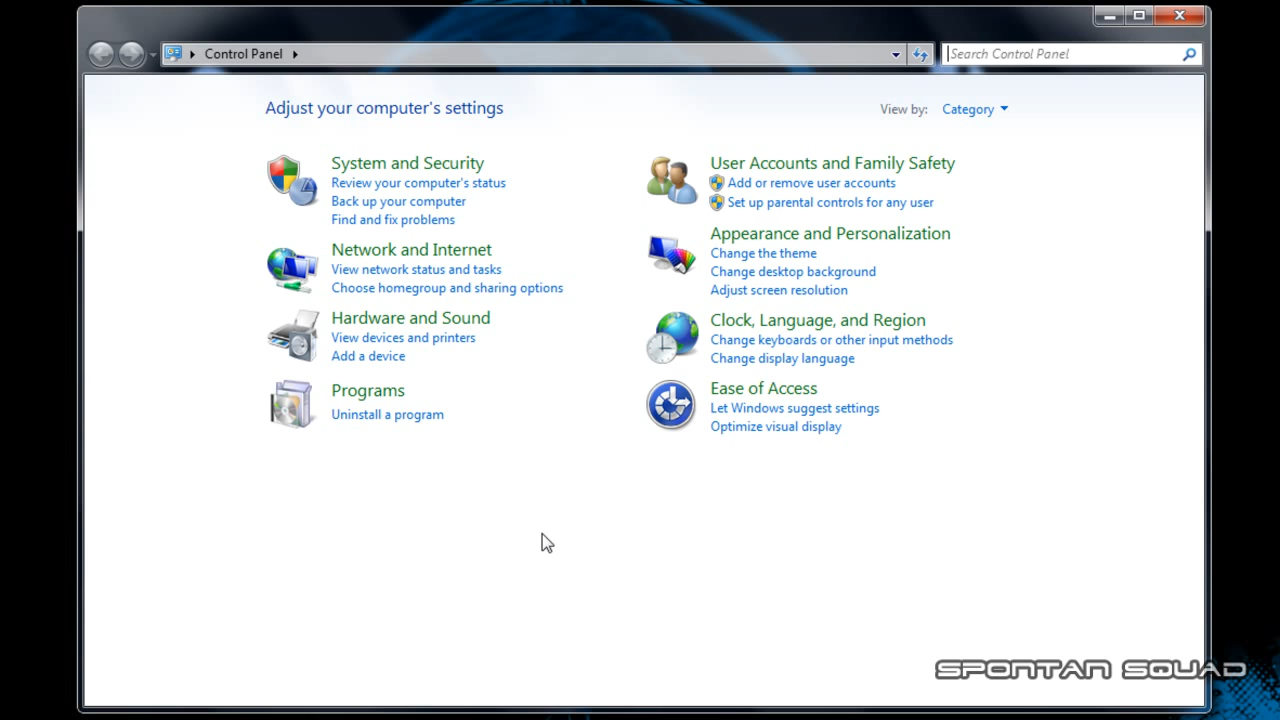 Control Panel
Search Control Panel
Adjust your computer's settings
View by: Category
System and Security
Review your computer's status
Back up your computer
Find and fix problems
Network and Internet
View network status and tasks
Choose homegroup and sharing options
Hardware and Sound
View devices and printers
Add a device
Programs
Uninstall a program
User Accounts and Family Safety
Add or remove user accounts
Set up parental controls for any user
Appearance and Personalization
Change the theme
Change desktop background
Adjust screen resolution
Clock, Language, and Region
Change keyboards or other input methods
Change display language
Ease of Access
Let Windows suggest settings
Optimize visual display
SPONTAN SQUAD